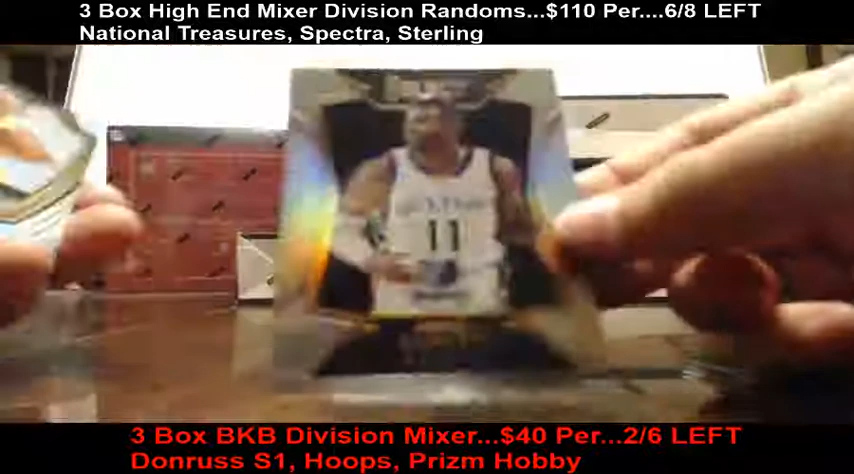 3 Box High End Mixer Division Randoms...$110 Per....6/8 LEFT
National Treasures, Spectra, Sterling
11
3 Box BKB Division Mixer...$40 Per...2/6 LEFT
Donruss S1, Hoops, Prizm Hobby